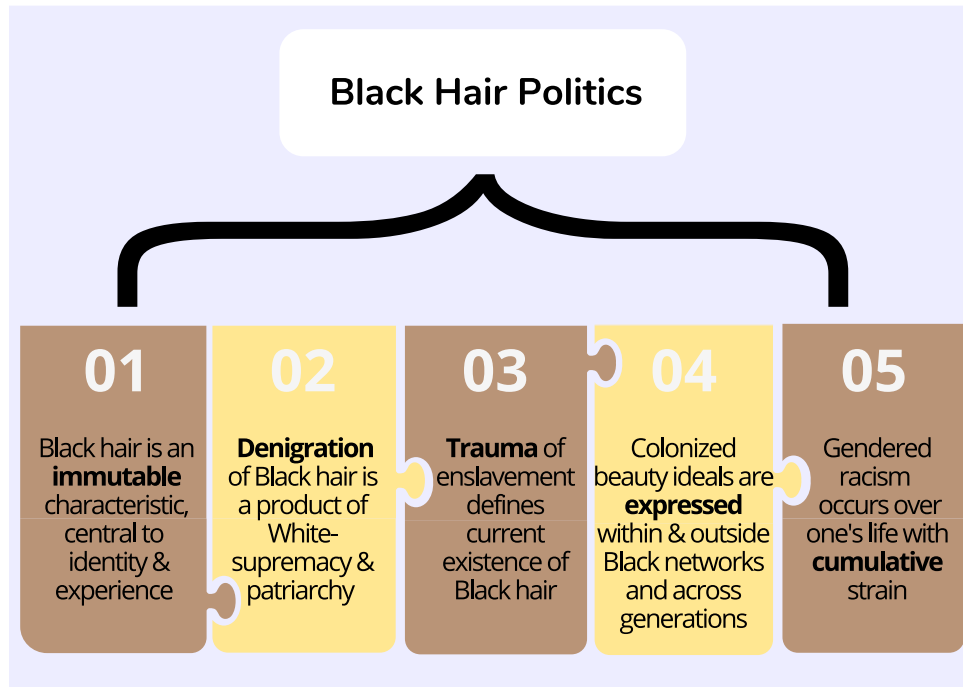 Black Hair Politics
01
Black hair is an
immutable
characteristic,
central to
identity &
experience
02
Denigration
of Black hair is
a product of
White-
supremacy &
patriarchy
03
Trauma of
enslavement
defines
current
existence of
Black hair
04
Colonized
beauty ideals are
expressed
within & outside
Black networks
and across
generations
05
Gendered
racism
occurs over
one's life with
cumulative
strain